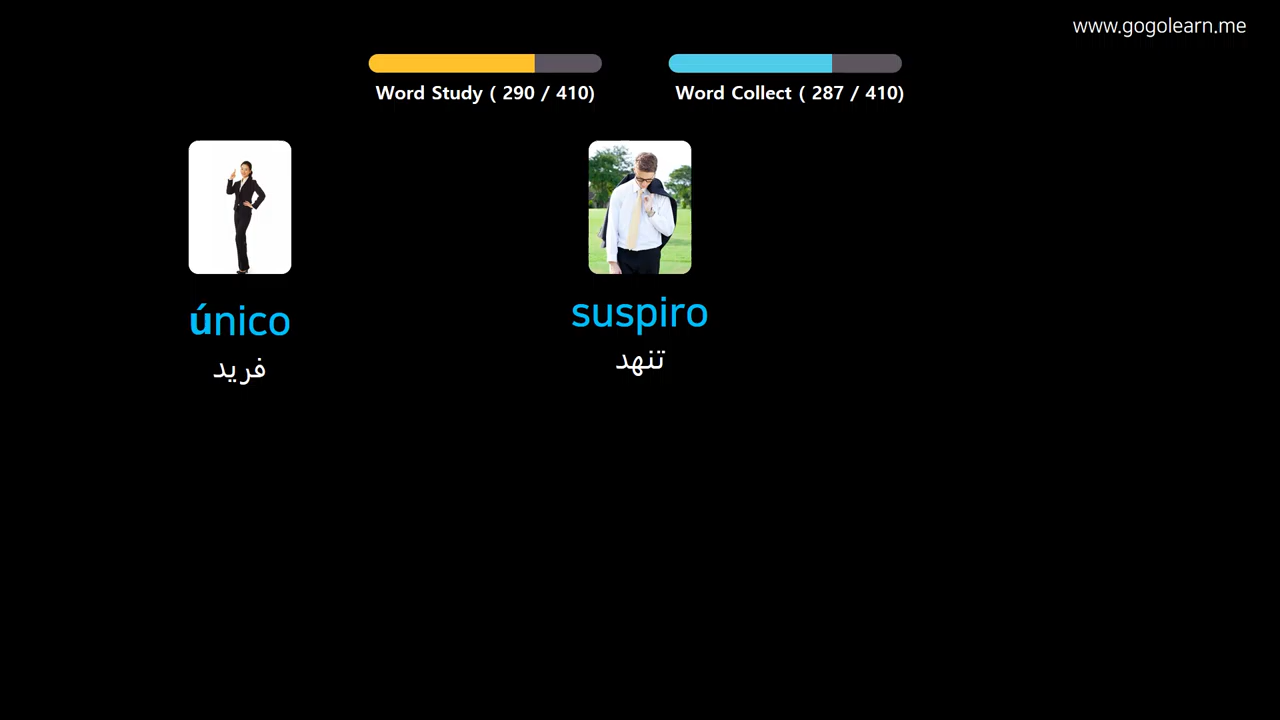 www.gogolearn.me
Word Study ( 290 / 410)
Word Collect ( 287 / 410)
único
فريد
suspiro
تنهد